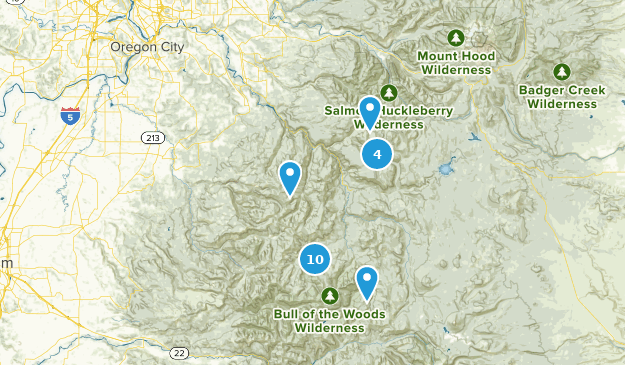 Oregon City
Mount Hood
Wilderness
Badger Creek
Wilderness
5
Salmon Huckleberry
Wilderness
213
4
10
m
Bull of the Woods
Wilderness
22